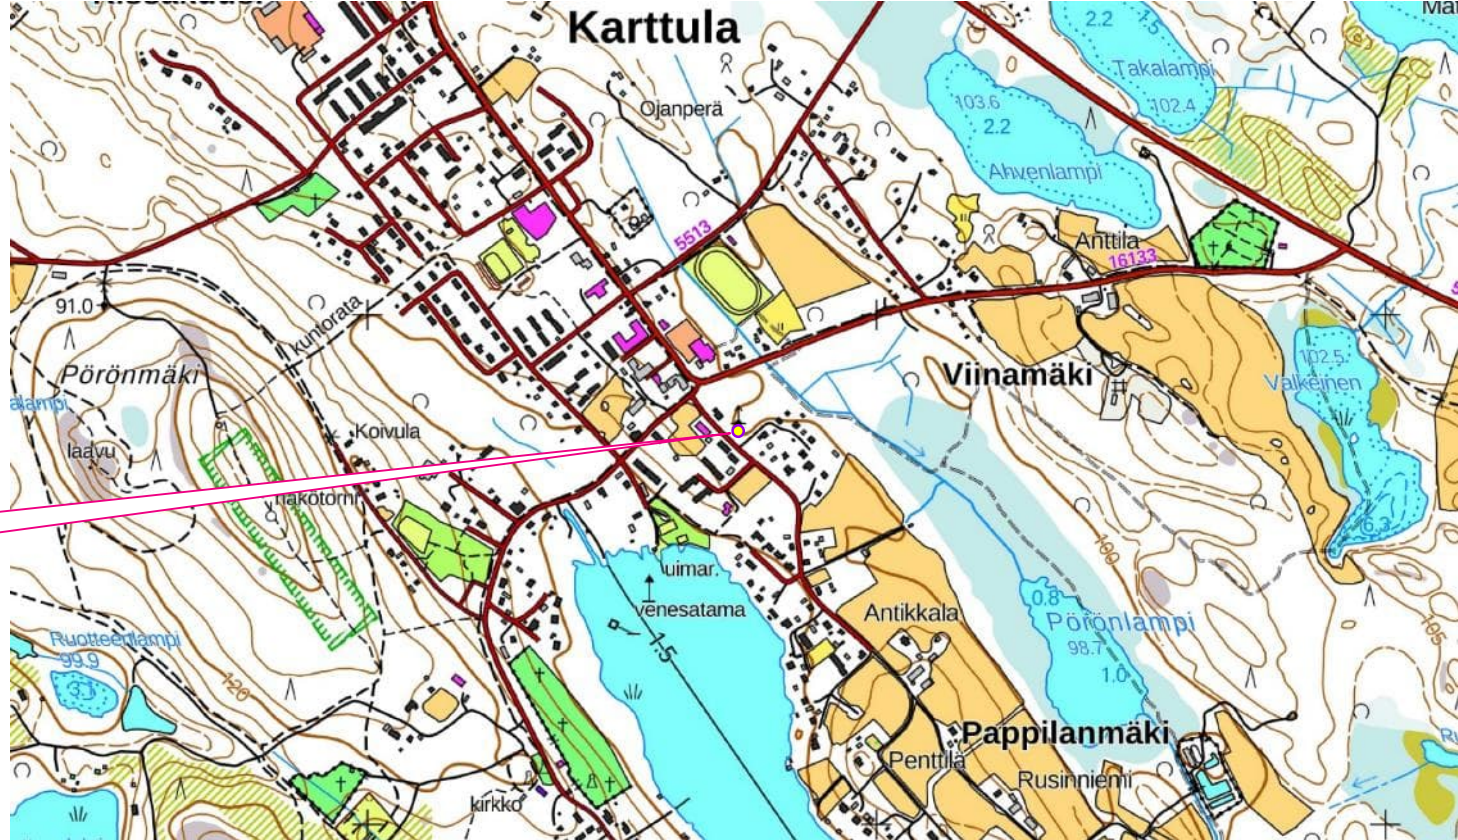 Karttula
2.2
1.5
Takalampi
102.4
103.6
2.2
Ojanperä
Ahvenlampi
5513
Anttila
16133
91.0
kuntorata
Pörönmäki
Viinamäki
102.5
Valkeinen
Koivula
laavu
näkötorni
6.3
100
uimar.
venesatama
0.8
Antikkala
Pörönlampi
98.7
1.0
105
Ruotteenlampi
99.9
3.1
120
1.5
Pappilanmäki
Penttilä
Rusinniemi
kirkko